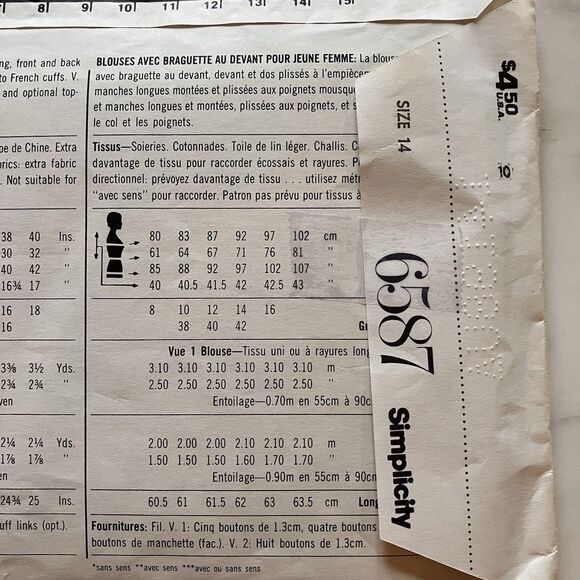 11 12 13 14 15
ng, front and back
to French cuffs. V.
and optional top-
pe de Chine. Extra
brics: extra fabric
. Not suitable for
38 40 Ins.
30 32 "
40 42 "
16¾ 17 "
16 18
16
3⅜ 3½ Yds.
2¾ 2¾ "
ven
2¼ 2¼ Yds.
1⅞ 1⅞ "
ven
24¾ 25 Ins.
uff links (opt.).
BLOUSES AVEC BRAGUETTE AU DEVANT POUR JEUNE FEMME: La blous
avec braguette au devant, devant et dos plissés à l'empièce
manches longues montées et plissées aux poignets mousque
et manches longues et montées, plissées aux poignets, et s
le col et les poignets.
Tissus—Soieries. Cotonnades. Toile de lin léger. Challis. C
davantage de tissu pour raccorder écossais et rayures. P
directionnel: prévoyez davantage de tissu . . . utilisez mét
"avec sens" pour raccorder. Patron pas prévu pour tissus à
80 83 87 92 97 102 cm
61 64 67 71 76 81 "
85 88 92 97 102 107 "
40 40.5 41.5 42 42.5 43 "
8 10 12 14 16
38 40 42 G
Vue 1 Blouse—Tissu uni ou à rayures long
3.10 3.10 3.10 3.10 3.10 3.10 m
2.50 2.50 2.50 2.50 2.50 2.50 "
Entoilage—0.70m en 55cm à 90c
2.00 2.00 2.00 2.10 2.10 2.10 m
1.50 1.50 1.50 1.60 1.70 1.70 "
Entoilage—0.90m en 55cm à 90c
60.5 61 61.5 62 63 63.5 cm Long
Fournitures: Fil. V. 1: Cinq boutons de 1.3cm, quatre boutons
boutons de manchette (fac.). V. 2: Huit boutons de 1.3cm.
*sans sens **avec sens ***avec ou sans sens
$4.50
U.S.A.
10
SIZE 14
6587
Simplicity